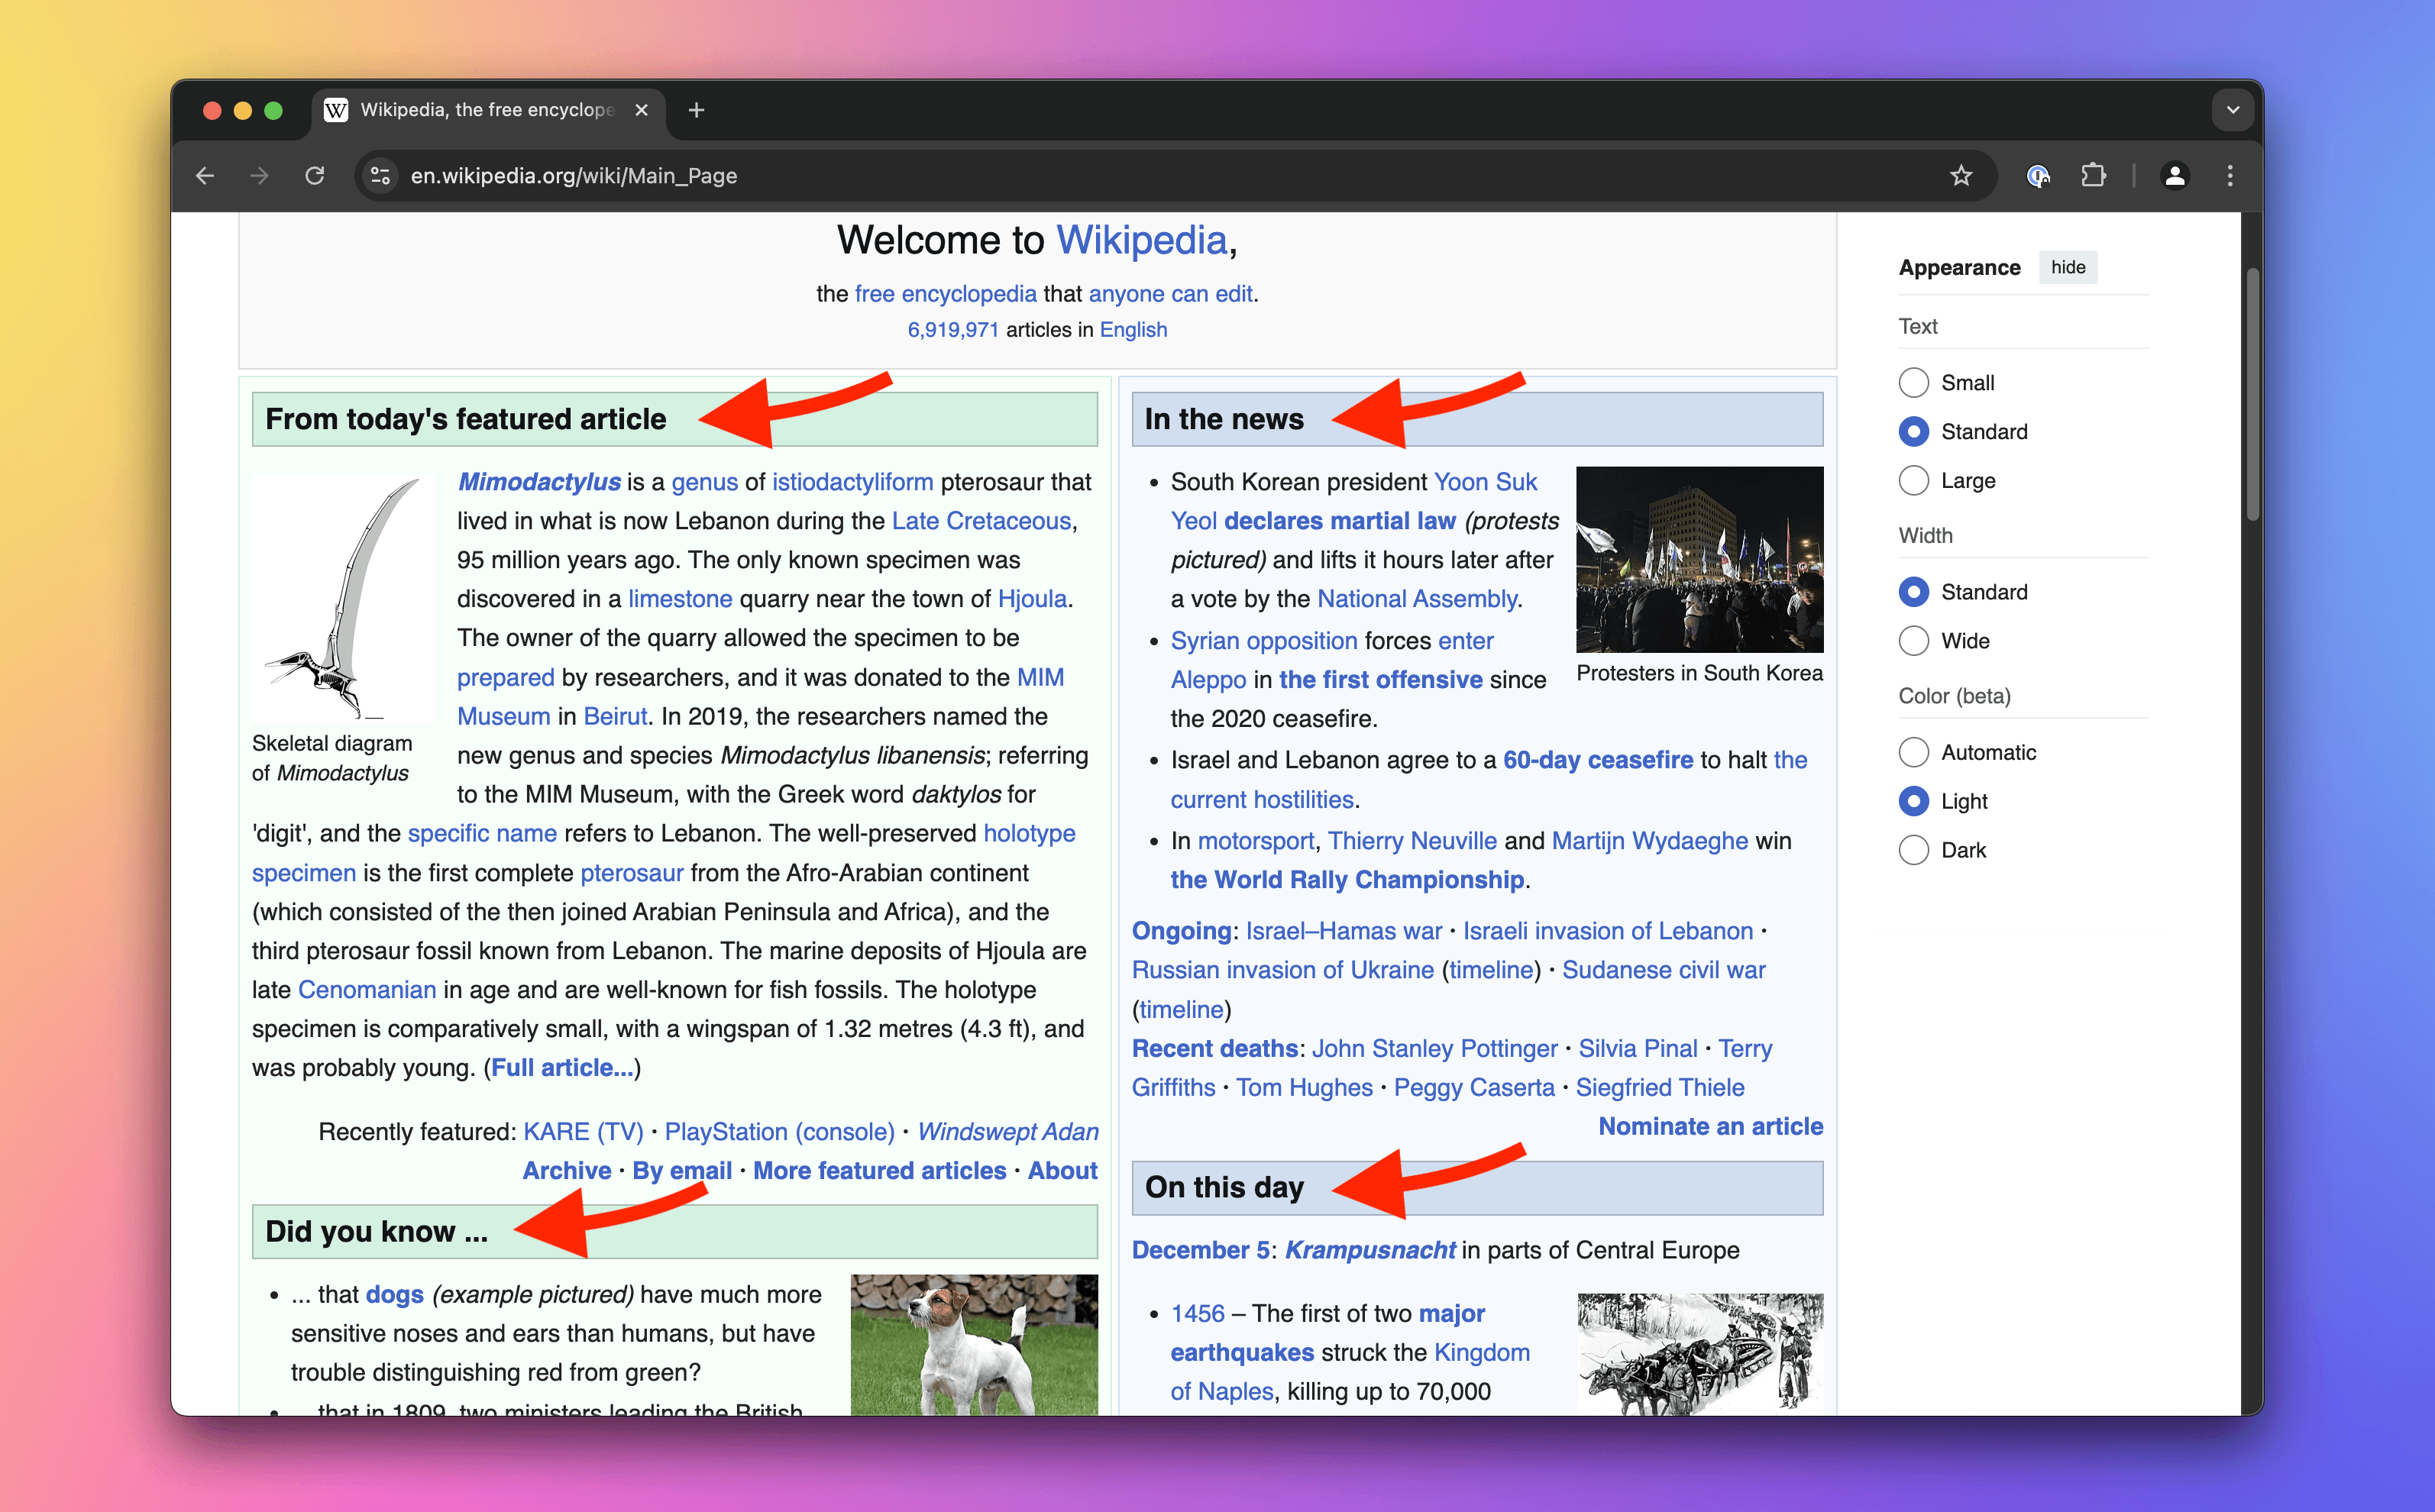 Wikipedia, the free encyclope
en.wikipedia.org/wiki/Main_Page
Welcome to Wikipedia,
the free encyclopedia that anyone can edit.
6,919,971 articles in English
From today's featured article
Mimodactylus is a genus of istiodactyliform pterosaur that
lived in what is now Lebanon during the Late Cretaceous,
95 million years ago. The only known specimen was
discovered in a limestone quarry near the town of Hjoula.
The owner of the quarry allowed the specimen to be
prepared by researchers, and it was donated to the MIM
Museum in Beirut. In 2019, the researchers named the
new genus and species Mimodactylus libanensis; referring
to the MIM Museum, with the Greek word daktylos for
'digit', and the specific name refers to Lebanon. The well-preserved holotype
specimen is the first complete pterosaur from the Afro-Arabian continent
(which consisted of the then joined Arabian Peninsula and Africa), and the
third pterosaur fossil known from Lebanon. The marine deposits of Hjoula are
late Cenomanian in age and are well-known for fish fossils. The holotype
specimen is comparatively small, with a wingspan of 1.32 metres (4.3 ft), and
was probably young. (Full article...)
Skeletal diagram
of Mimodactylus
Recently featured: KARE (TV) · PlayStation (console) · Windswept Adan
Archive · By email · More featured articles · About
Did you know ...
• ... that dogs (example pictured) have much more
sensitive noses and ears than humans, but have
trouble distinguishing red from green?
• ... that in 1809, two ministers leading the British
In the news
• South Korean president Yoon Suk
Yeol declares martial law (protests
pictured) and lifts it hours later after
a vote by the National Assembly.
Protesters in South Korea
• Syrian opposition forces enter
Aleppo in the first offensive since
the 2020 ceasefire.
• Israel and Lebanon agree to a 60-day ceasefire to halt the
current hostilities.
• In motorsport, Thierry Neuville and Martijn Wydaeghe win
the World Rally Championship.
Ongoing: Israel–Hamas war · Israeli invasion of Lebanon ·
Russian invasion of Ukraine (timeline) · Sudanese civil war
(timeline)
Recent deaths: John Stanley Pottinger · Silvia Pinal · Terry
Griffiths · Tom Hughes · Peggy Caserta · Siegfried Thiele
Nominate an article
On this day
December 5: Krampusnacht in parts of Central Europe
• 1456 – The first of two major
earthquakes struck the Kingdom
of Naples, killing up to 70,000
Appearance hide
Text
Small
Standard
Large
Width
Standard
Wide
Color (beta)
Automatic
Light
Dark